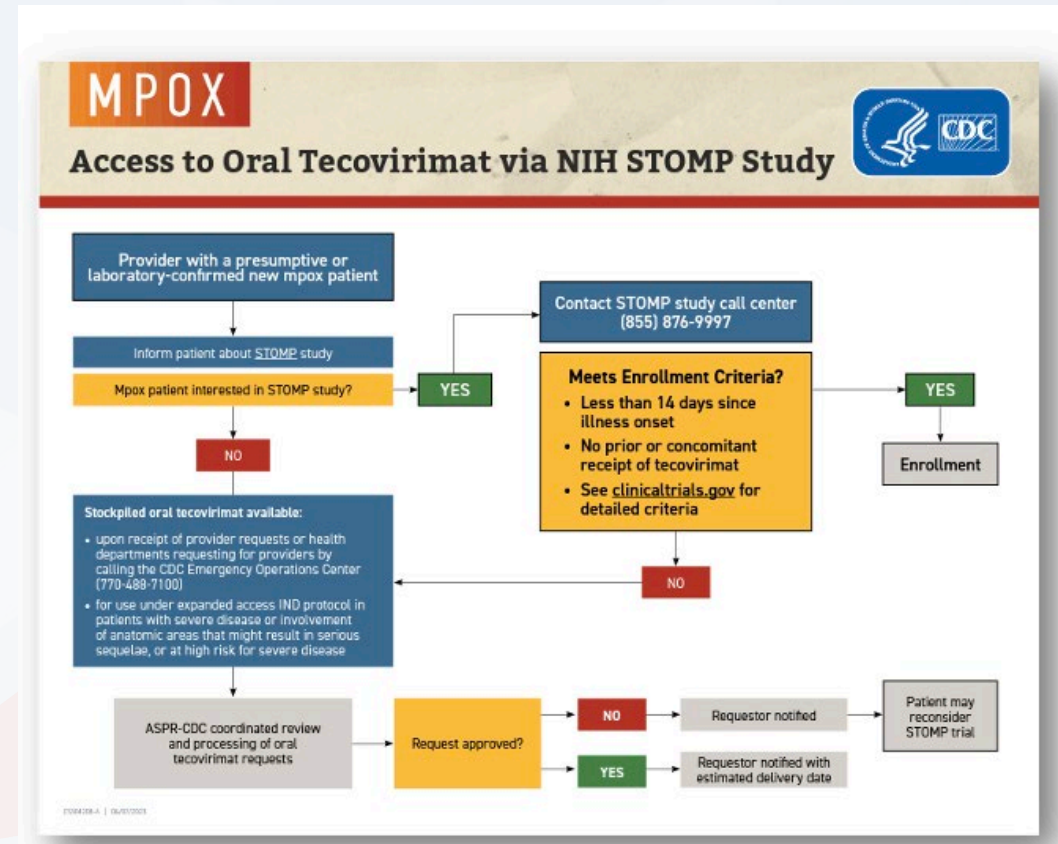 MPOX
Access to Oral Tecovirimat via NIH STOMP Study
CDC
Provider with a presumptive or
laboratory-confirmed new mpox patient
Inform patient about STOMP study
Mpox patient interested in STOMP study?
YES
NO
Contact STOMP study call center
(855) 876-9997
Meets Enrollment Criteria?
• Less than 14 days since
illness onset
• No prior or concomitant
receipt of tecovirimat
• See clinicaltrials.gov for
detailed criteria
YES
Enrollment
NO
Stockpiled oral tecovirimat available:
• upon receipt of provider requests or health
departments requesting for providers by
calling the CDC Emergency Operations Center
(770-488-7100)
• for use under expanded access IND protocol in
patients with severe disease or involvement
of anatomic areas that might result in serious
sequelae, or at high risk for severe disease
ASPR-CDC coordinated review
and processing of oral
tecovirimat requests
Request approved?
NO
Requestor notified
Patient may
reconsider
STOMP trial
YES
Requestor notified with
estimated delivery date